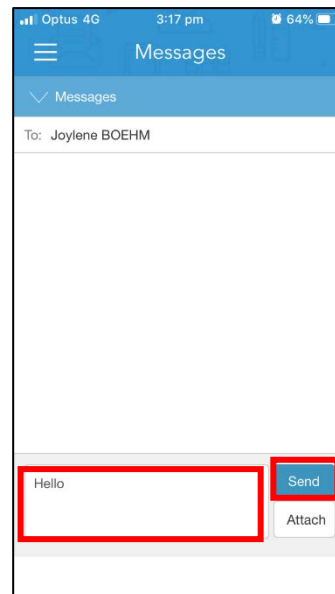 Optus 4G 3:17 pm 64%
Messages
Messages
To: Joylene BOEHM
Hello
Send
Attach